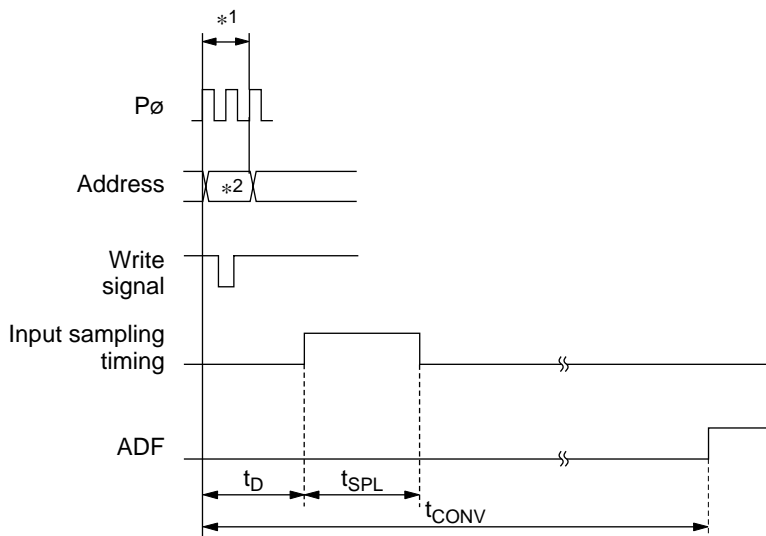 *1
Pø
Address
*2
Write
signal
Input sampling
timing
ADF
tD
tSPL
tCONV